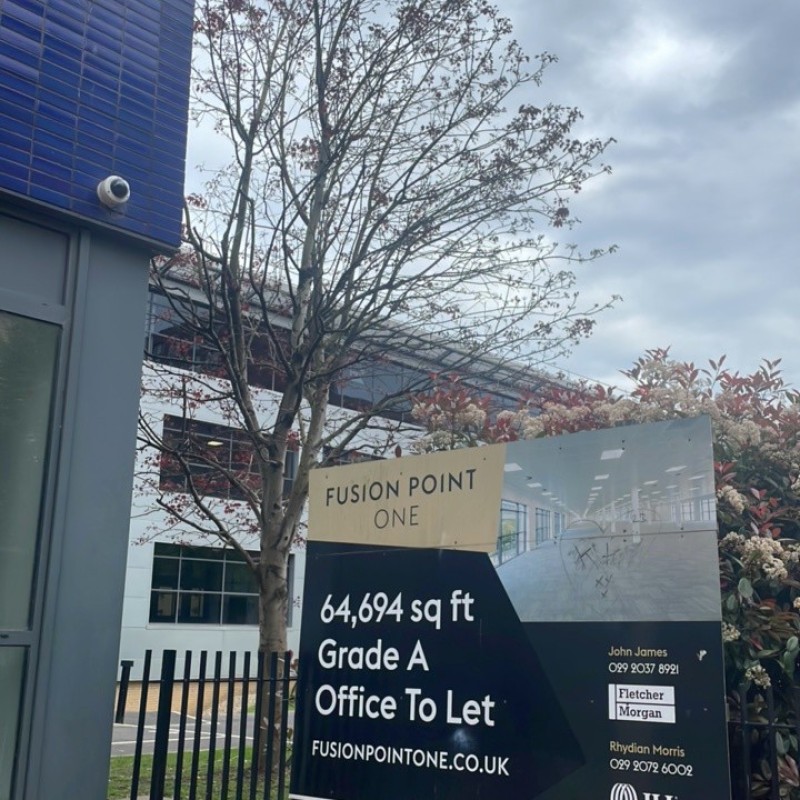 FUSION POINT
ONE
64,694 sq ft
Grade A
Office To Let
FUSIONPOINTONE.CO.UK
John James
029 2037 8921
Fletcher
Morgan
Rhydian Morris
029 2072 6002